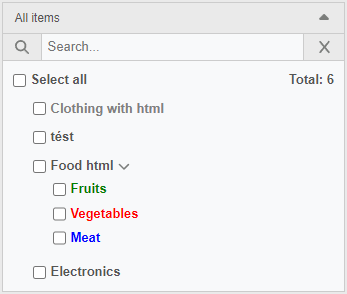 All items
Search...
Select all Total: 6
Clothing with html
tést
Food html
Fruits
Vegetables
Meat
Electronics